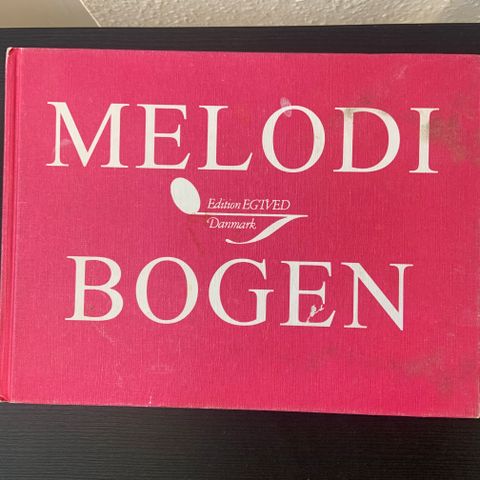 MELODI
Edition EGTVED
Danmark
BOGEN